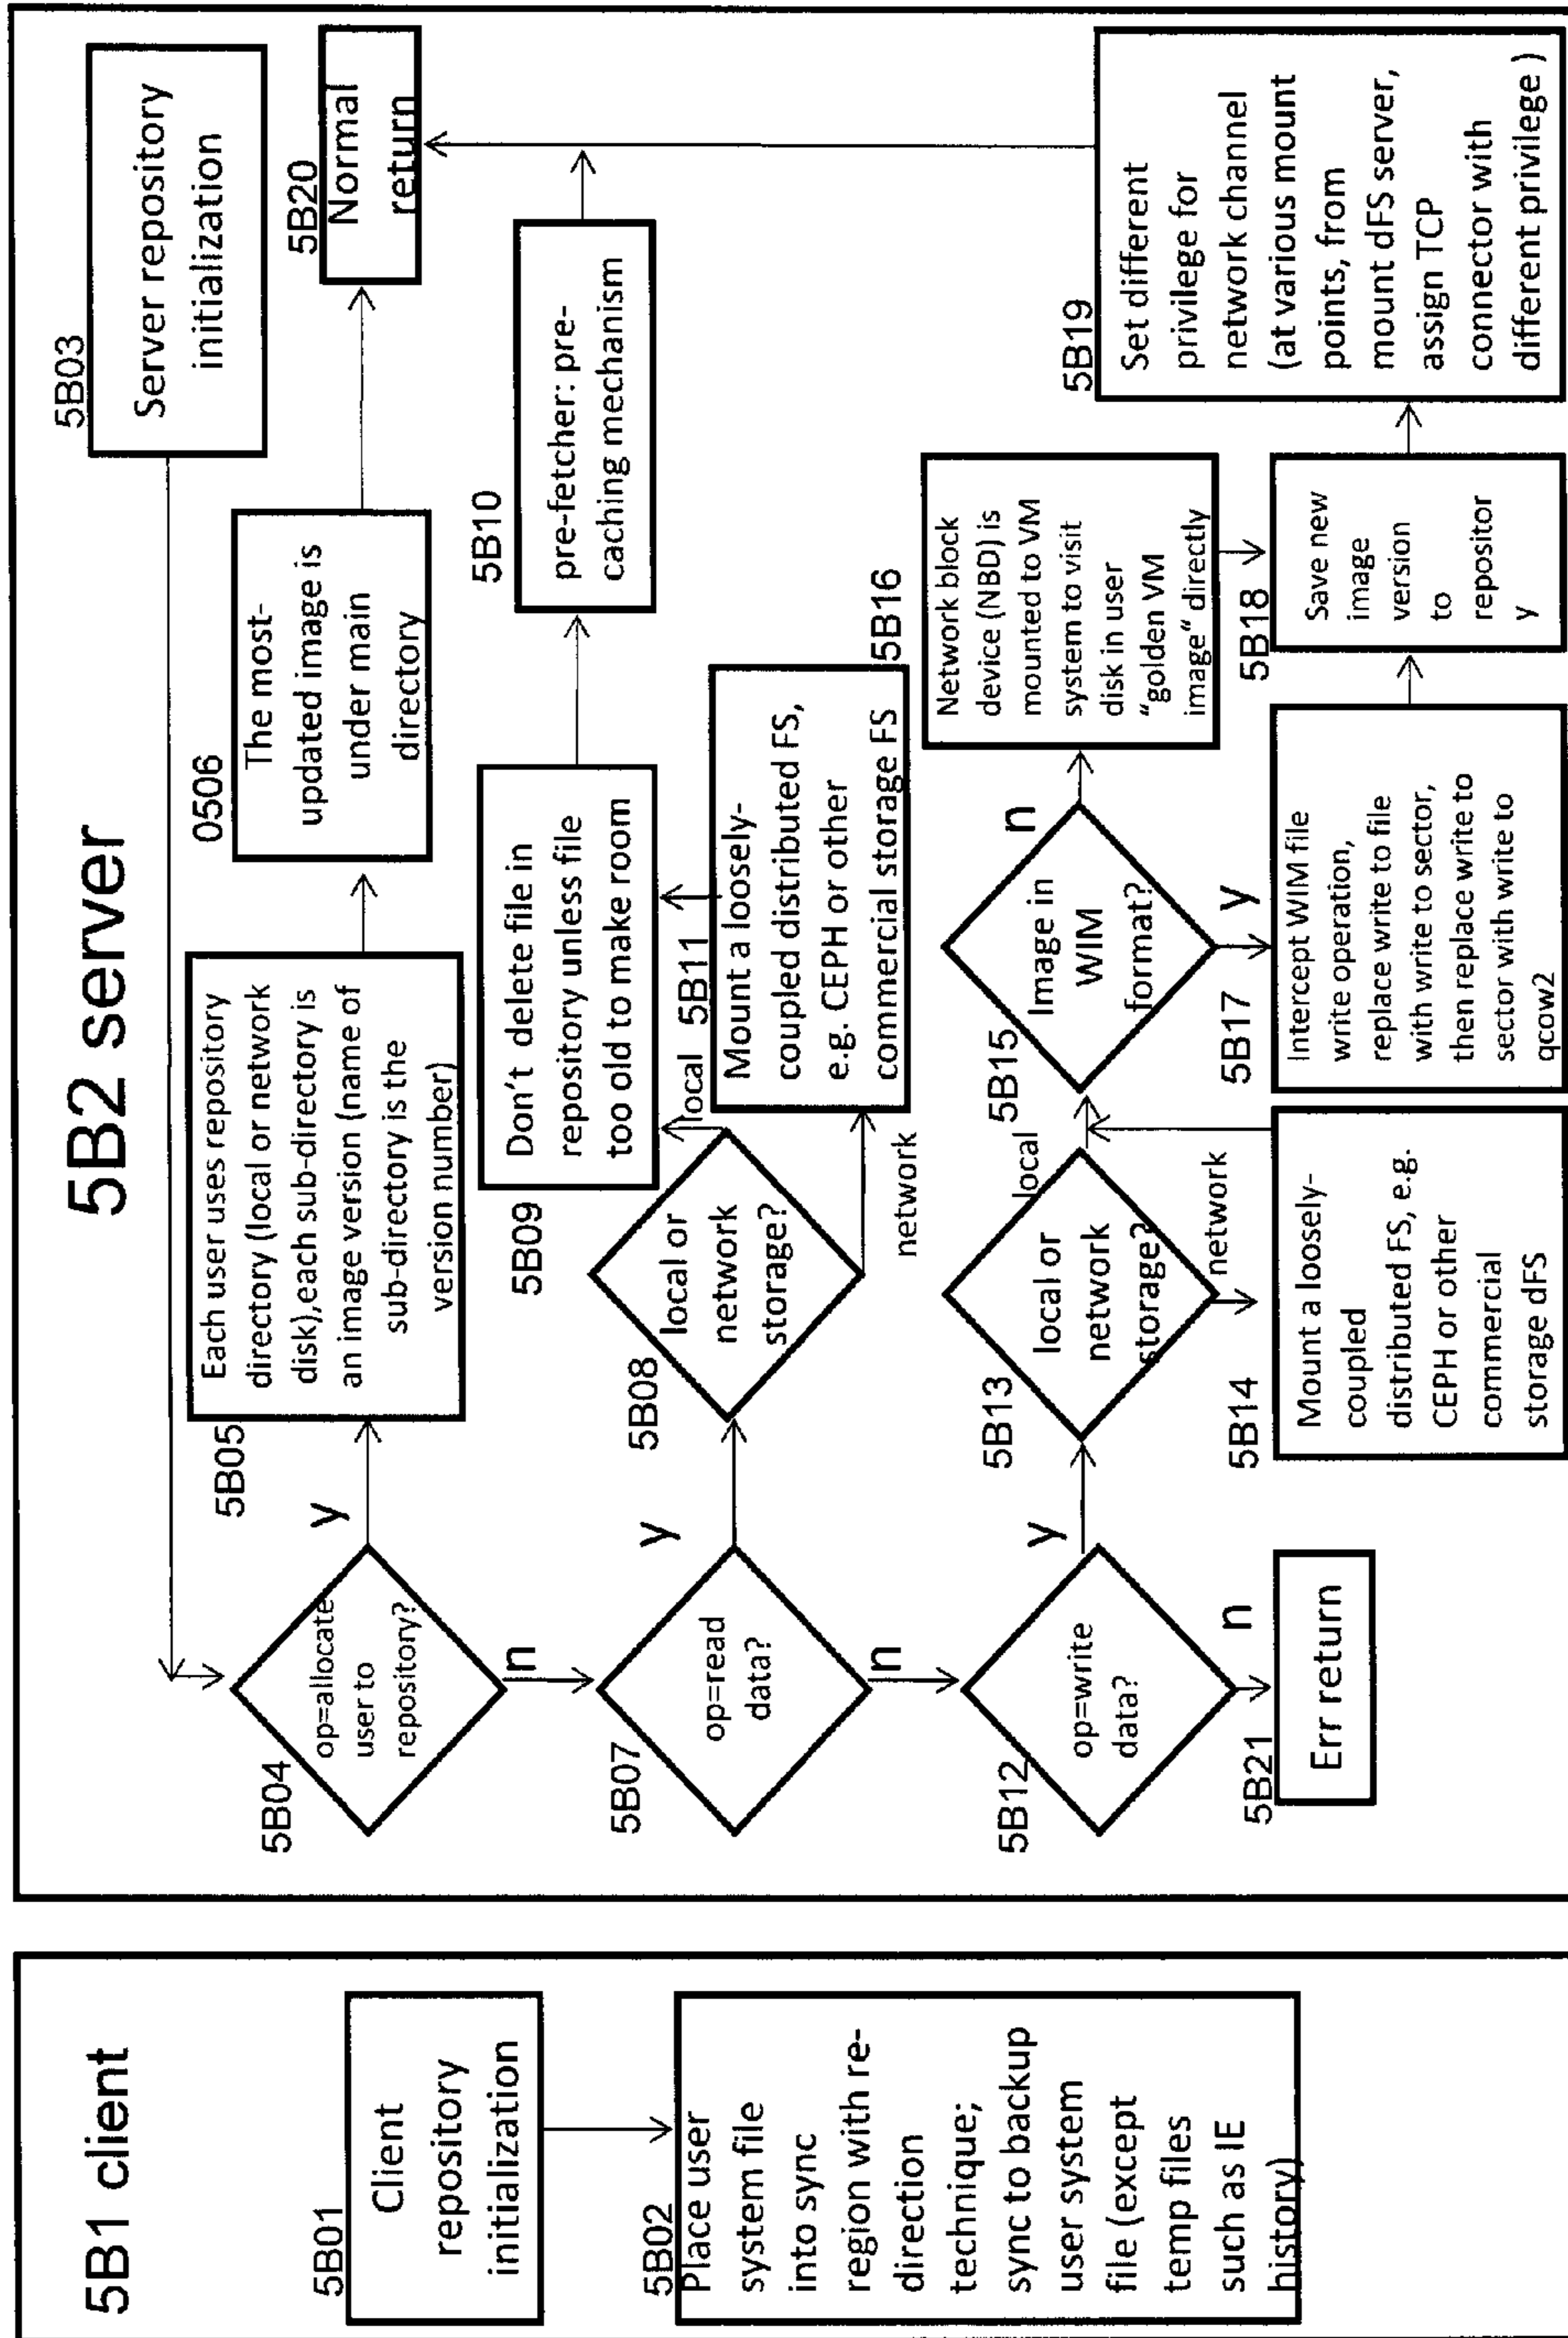 5B1 client
5B01
Client
repository
initialization
5B02
Place user
system file
into sync
region with re-
direction
technique;
sync to backup
user system
file (except
temp files
such as IE
history)
5B2 server
5B03
Server repository
initialization
5B04
op=allocate
user to
repository?
y
n
5B05
Each user uses repository
directory (local or network
disk),each sub-directory is
an image version (name of
sub-directory is the
version number)
0506
The most-
updated image is
under main
directory
5B20
Normal
return
5B07
op=read
data?
y
n
5B08
local or
network
storage?
local
network
5B09
Don't delete file in
repository unless file
too old to make room
5B10
pre-fetcher: pre-
caching mechanism
5B11
Mount a loosely-
coupled distributed FS,
e.g. CEPH or other
commercial storage FS
5B12
op=write
data?
y
n
5B13
local or
network
storage?
local
network
5B14
Mount a loosely-
coupled
distributed FS, e.g.
CEPH or other
commercial
storage dFS
5B15
Image in
WIM
format?
n
y
5B16
Network block
device (NBD) is
mounted to VM
system to visit
disk in user
"golden VM
image" directly
5B17
Intercept WIM file
write operation,
replace write to file
with write to sector,
then replace write to
sector with write to
qcow2
5B18
Save new
image
version
to
repositor
y
5B19
Set different
privilege for
network channel
(at various mount
points, from
mount dFS server,
assign TCP
connector with
different privilege )
5B21
Err return